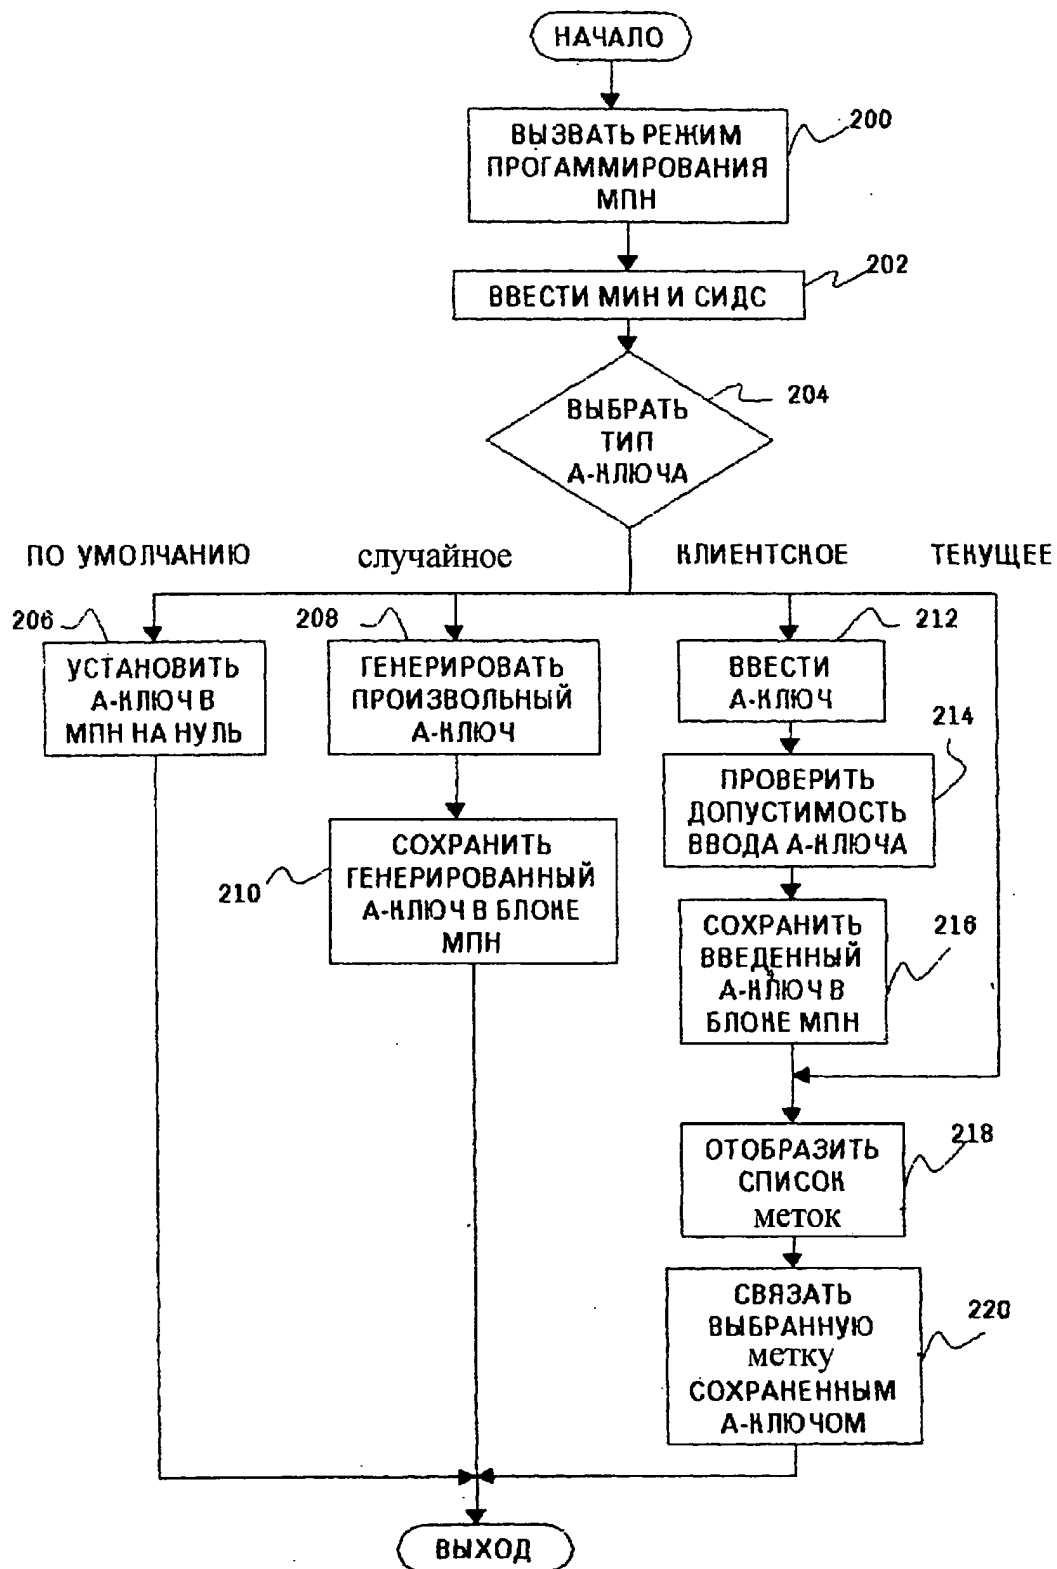 НАЧАЛО
ВЫЗВАТЬ РЕЖИМ
ПРОГАММИРОВАНИЯ
МПН
200
ВВЕСТИ МИН И СИДС
202
ВЫБРАТЬ
ТИП
А-КЛЮЧА
204
ПО УМОЛЧАНИЮ
случайное
КЛИЕНТСКОЕ
ТЕКУЩЕЕ
206
УСТАНОВИТЬ
А-КЛЮЧ В
МПН НА НУЛЬ
208
ГЕНЕРИРОВАТЬ
ПРОИЗВОЛЬНЫЙ
А-КЛЮЧ
212
ВВЕСТИ
А-КЛЮЧ
214
ПРОВЕРИТЬ
ДОПУСТИМОСТЬ
ВВОДА А-КЛЮЧА
210
СОХРАНИТЬ
ГЕНЕРИРОВАННЫЙ
А-КЛЮЧ В БЛОКЕ
МПН
216
СОХРАНИТЬ
ВВЕДЕННЫЙ
А-КЛЮЧ В
БЛОКЕ МПН
218
ОТОБРАЗИТЬ
СПИСОК
меток
220
СВЯЗАТЬ
ВЫБРАННУЮ
метку
СОХРАНЕННЫМ
А-КЛЮЧОМ
ВЫХОД